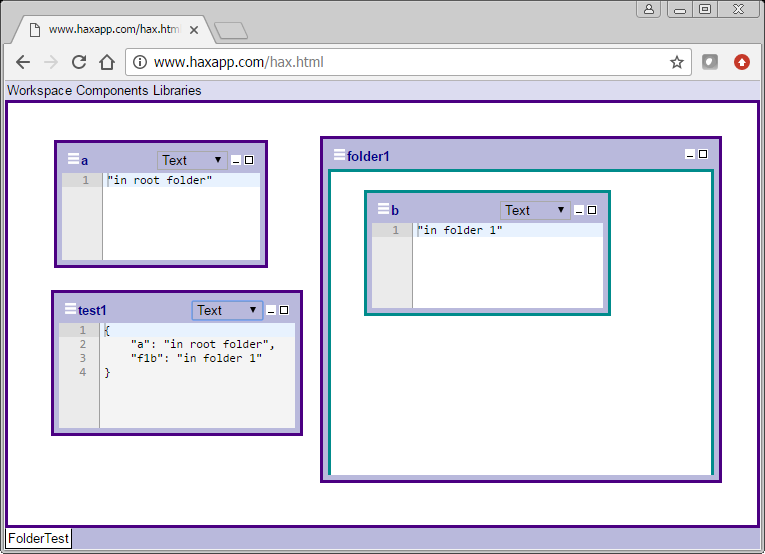 www.haxapp.com/hax.htm
www.haxapp.com/hax.html
Workspace Components Libraries
a Text
1 "in root folder"
folder1
b Text
1 "in folder 1"
test1 Text
1 {
2 "a": "in root folder",
3 "f1b": "in folder 1"
4 }
FolderTest